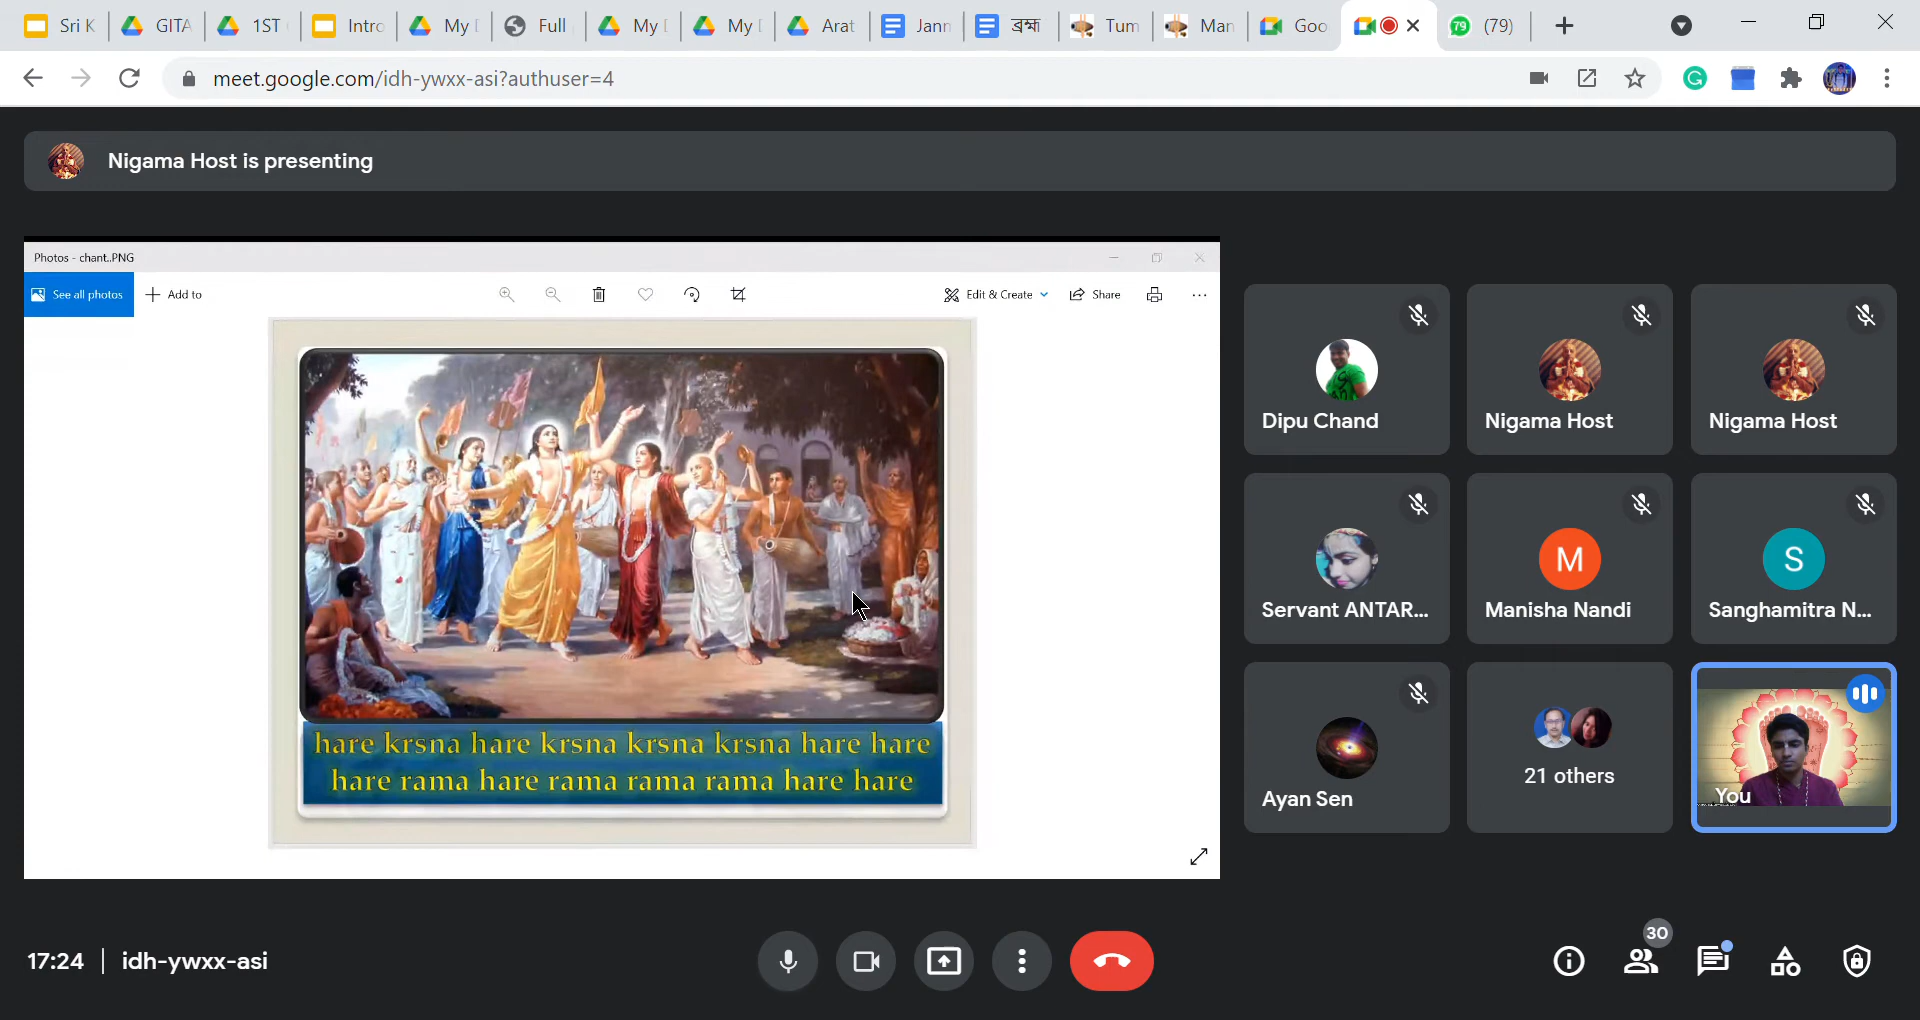 Sri K
GITA
1ST
Intro
My
Full
My
My
Arat
Jann
ব্রহ্ম
Tum
Man
Goo
(79)
meet.google.com/idh-ywxx-asi?authuser=4
Nigama Host is presenting
Photos - chant..PNG
See all photos
Add to
Edit & Create
Share
hare krsna hare krsna krsna krsna hare hare
hare rama hare rama rama rama hare hare
Dipu Chand
Nigama Host
Nigama Host
Servant ANTAR...
M
Manisha Nandi
S
Sanghamitra N...
Ayan Sen
21 others
You
17:24
idh-ywxx-asi
30